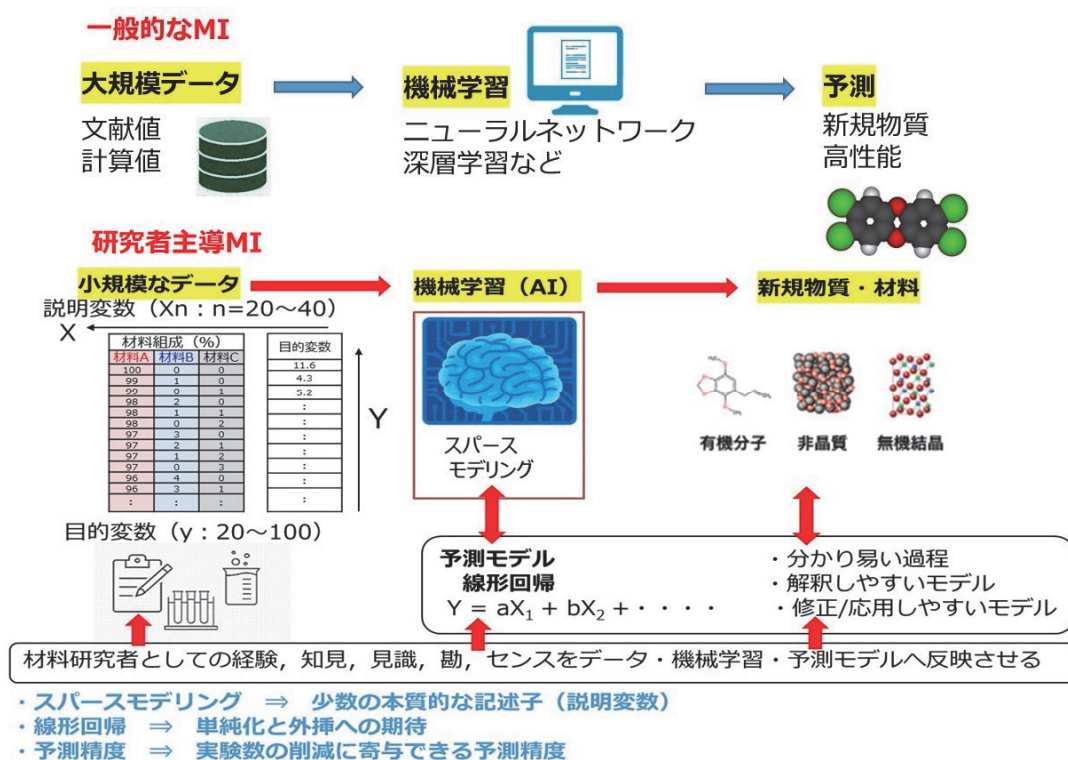 一般的なMI
大規模データ
文献値
計算値
機械学習
ニューラルネットワーク
深層学習など
予測
新規物質
高性能
研究者主導MI
小規模なデータ
機械学習（AI）
新規物質・材料
説明変数（Xn：n=20～40）
X
材料組成（%）
材料A 材料B 材料C
100 0 0
99 1 0
99 0 1
98 2 0
98 1 1
98 0 2
97 3 0
97 2 1
97 1 2
97 0 3
96 4 0
96 3 1
： ： ：
目的変数
11.6
4.3
5.2
：
：
：
：
：
：
：
Y
スパース
モデリング
有機分子
非晶質
無機結晶
目的変数（y：20～100）
予測モデル
線形回帰
Y = aX₁ + bX₂ +・・・・
・分かり易い過程
・解釈しやすいモデル
・修正/応用しやすいモデル
材料研究者としての経験，知見，見識，勘，センスをデータ・機械学習・予測モデルへ反映させる
・スパースモデリング ⇒ 少数の本質的な記述子（説明変数）
・線形回帰 ⇒ 単純化と外挿への期待
・予測精度 ⇒ 実験数の削減に寄与できる予測精度